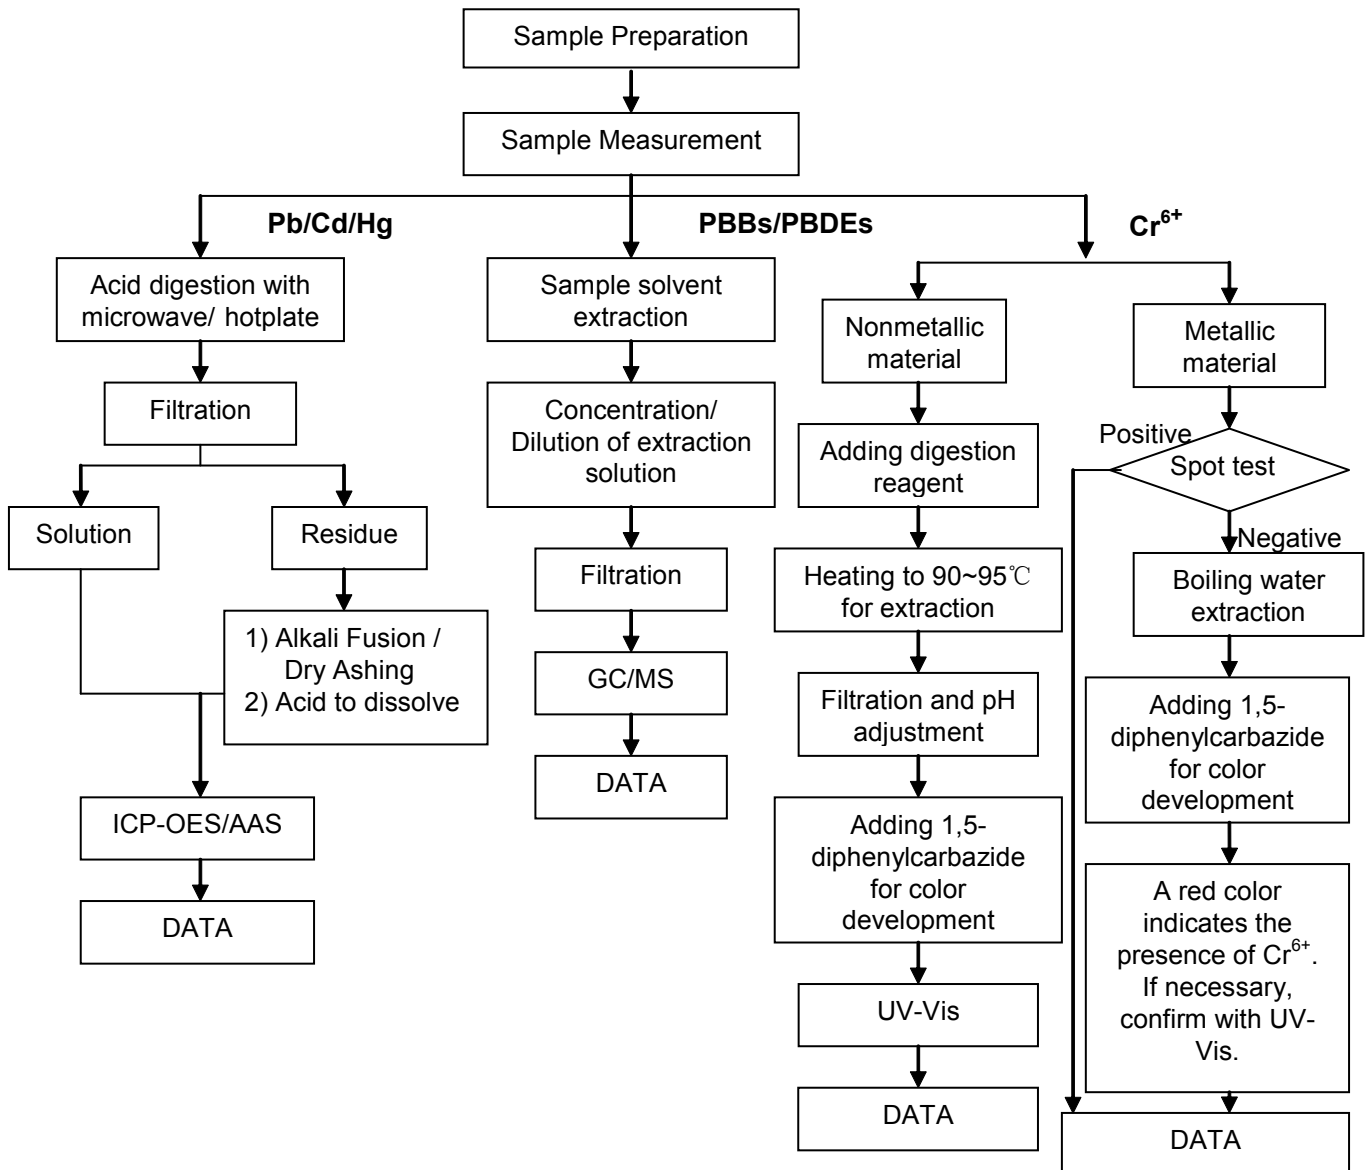 Sample Preparation
Sample Measurement
Pb/Cd/Hg
PBBs/PBDEs
Cr⁶⁺
Acid digestion with
microwave/ hotplate
Filtration
Solution
Residue
1) Alkali Fusion /
Dry Ashing
2) Acid to dissolve
ICP-OES/AAS
DATA
Sample solvent
extraction
Concentration/
Dilution of extraction
solution
Filtration
GC/MS
DATA
Nonmetallic
material
Adding digestion
reagent
Heating to 90~95℃
for extraction
Filtration and pH
adjustment
Adding 1,5-
diphenylcarbazide
for color
development
UV-Vis
DATA
Metallic
material
Positive
Spot test
Negative
Boiling water
extraction
Adding 1,5-
diphenylcarbazide
for color
development
A red color
indicates the
presence of Cr⁶⁺.
If necessary,
confirm with UV-
Vis.
DATA